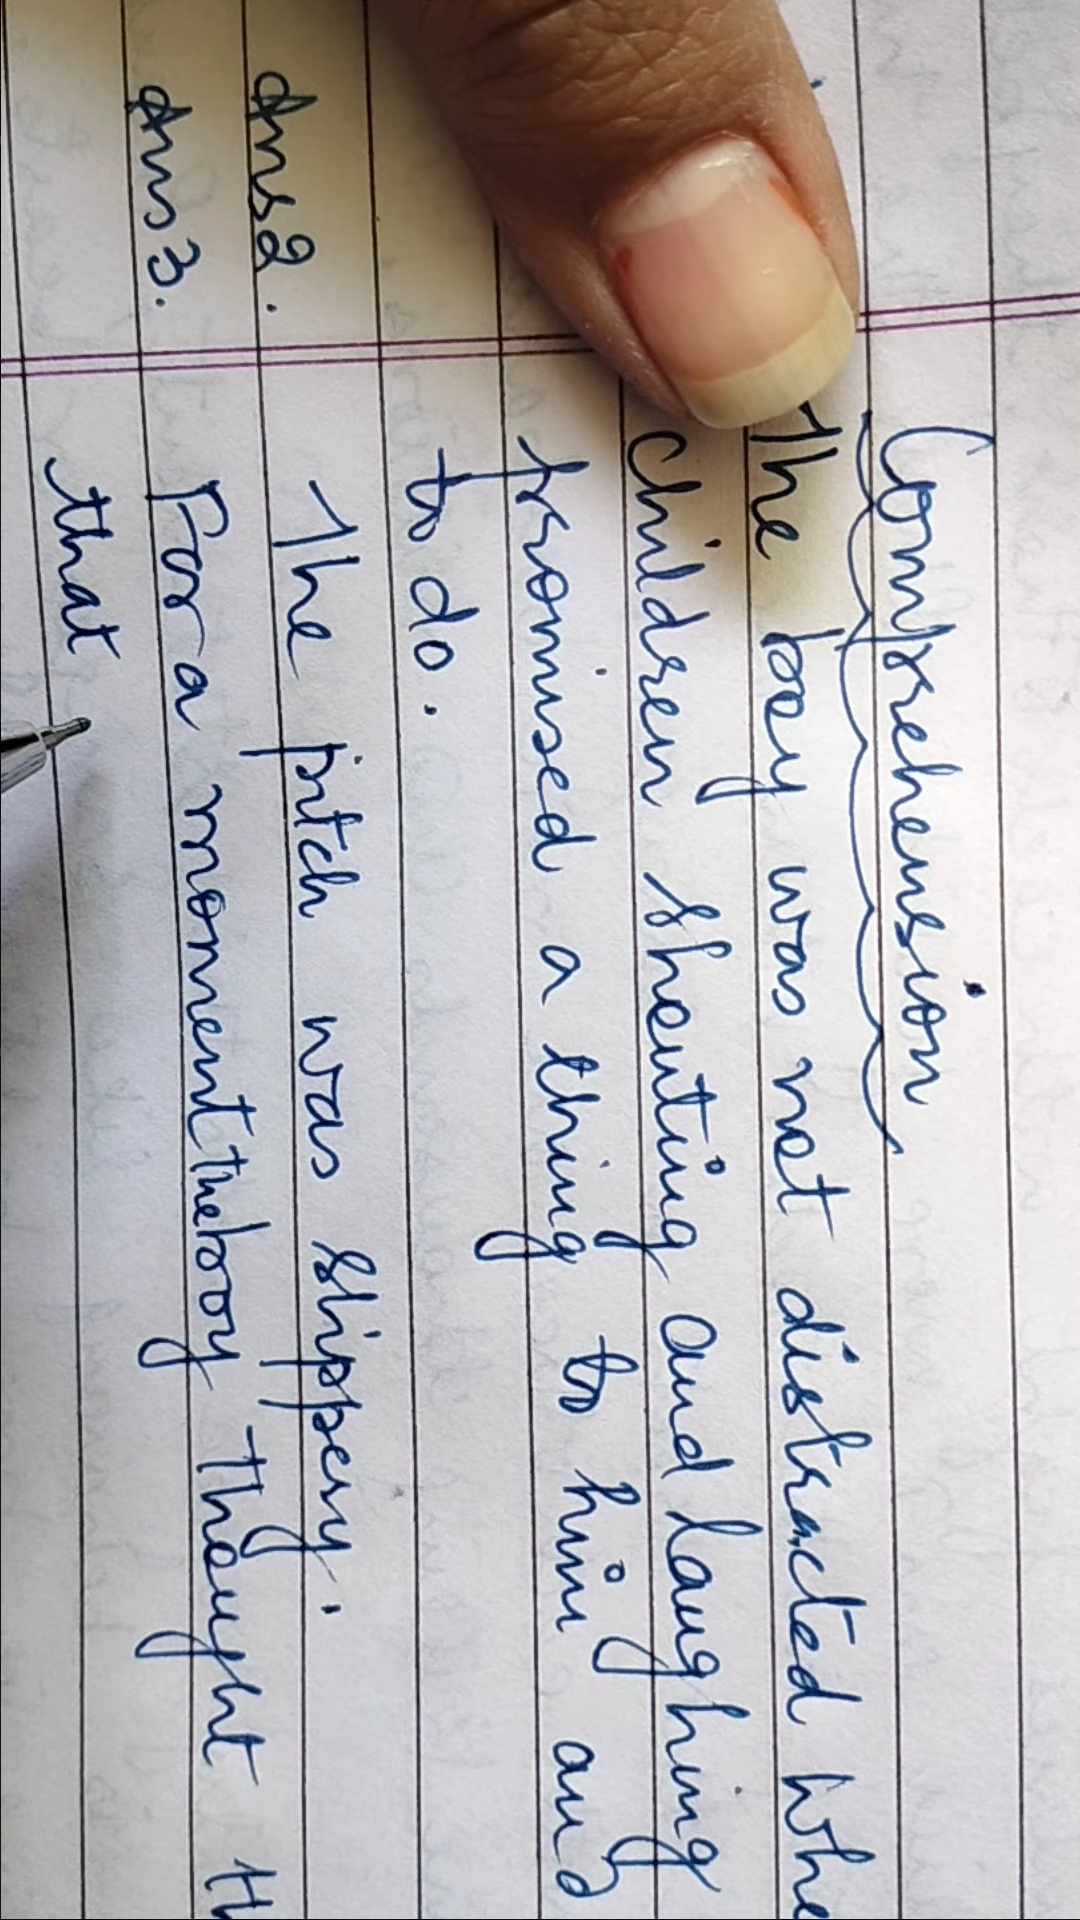 Comprehension
The boy was not distracted whe
children shouting and laughing
promised a thing to him and
to do.
Ans2. The pitch was slippery.
Ans3. For a moment the boy thought th
that